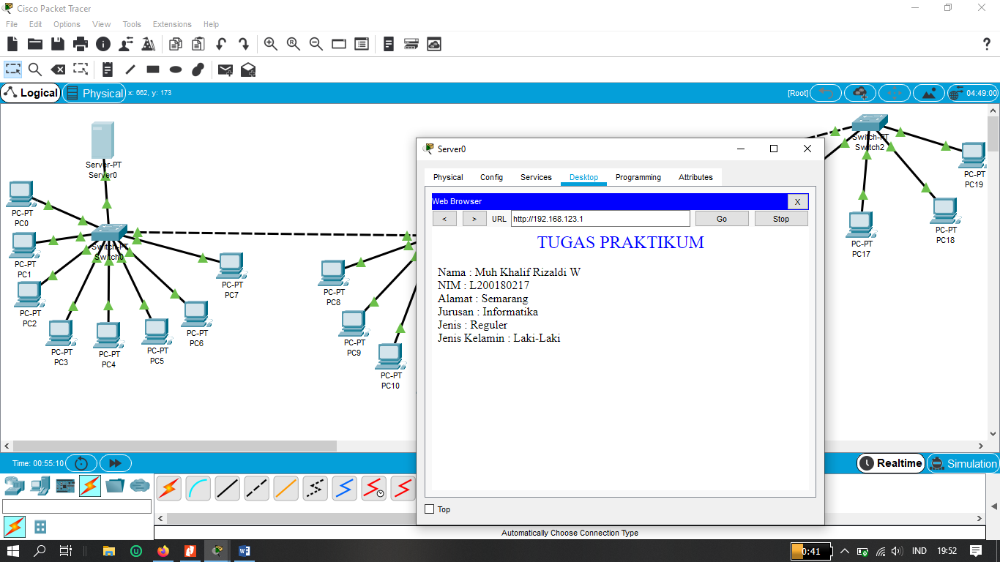 Cisco Packet Tracer
File Edit Options View Tools Extensions Help
?
Logical Physical x: 662, y: 173 [Root] 04:49:00
Server-PT
Server0
PC-PT
PC0
PC-PT
PC1
PC-PT
PC2
PC-PT
PC3
PC-PT
PC4
PC-PT
PC5
PC-PT
PC6
PC-PT
PC7
Switch-PT
Switch0
PC-PT
PC8
PC-PT
PC9
PC-PT
PC10
Switch-PT
Switch2
PC-PT
PC19
PC-PT
PC17
PC-PT
PC18
Server0
Physical Config Services Desktop Programming Attributes
Web Browser X
< > URL http://192.168.123.1 Go Stop
TUGAS PRAKTIKUM
Nama : Muh Khalif Rizaldi W
NIM : L200180217
Alamat : Semarang
Jurusan : Informatika
Jenis : Reguler
Jenis Kelamin : Laki-Laki
Top
Time: 00:55:10 Realtime Simulation
Automatically Choose Connection Type
0:41 IND 19:52